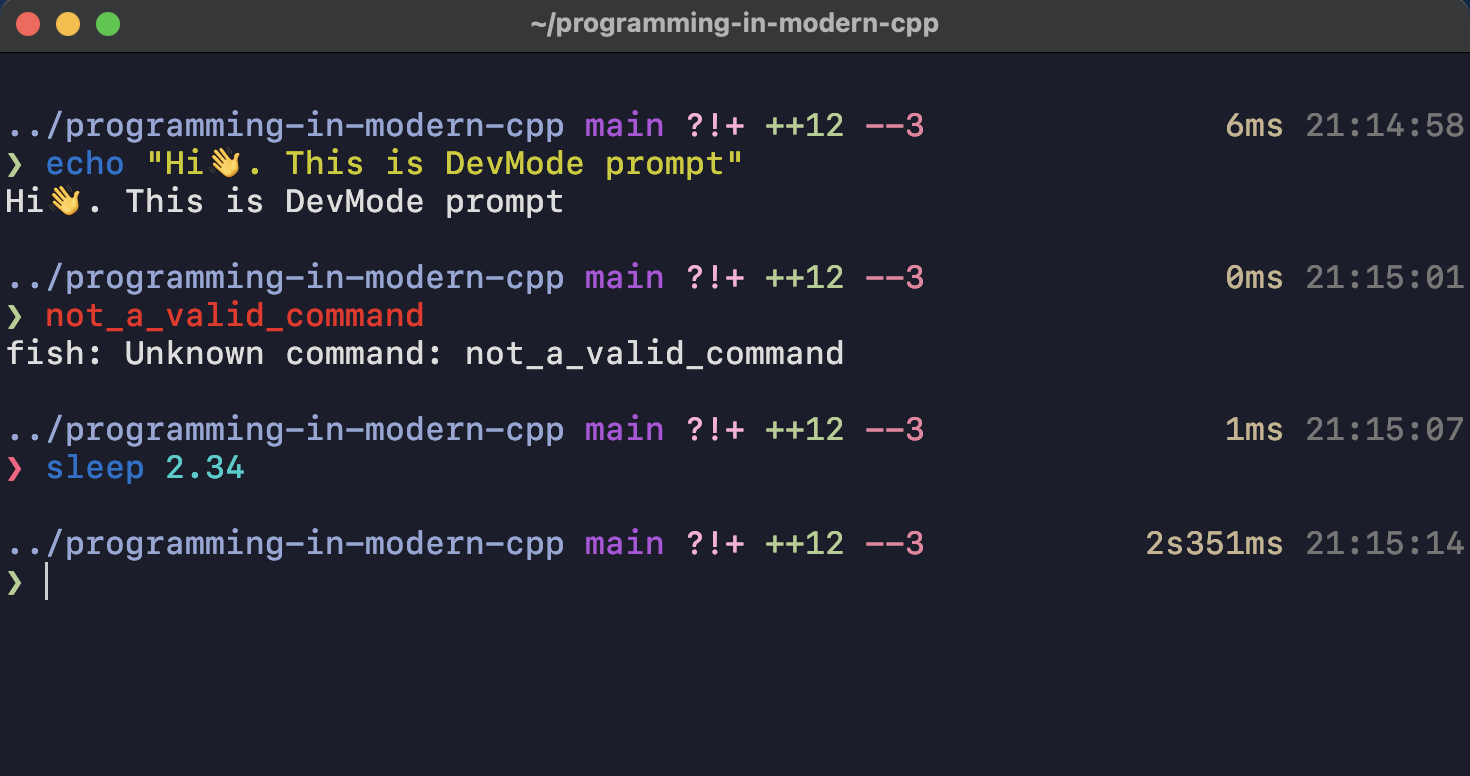 ~/programming-in-modern-cpp
../programming-in-modern-cpp main ?!+ ++12 --3 6ms 21:14:58
❯ echo "Hi👋. This is DevMode prompt"
Hi👋. This is DevMode prompt
../programming-in-modern-cpp main ?!+ ++12 --3 0ms 21:15:01
❯ not_a_valid_command
fish: Unknown command: not_a_valid_command
../programming-in-modern-cpp main ?!+ ++12 --3 1ms 21:15:07
❯ sleep 2.34
../programming-in-modern-cpp main ?!+ ++12 --3 2s351ms 21:15:14
❯